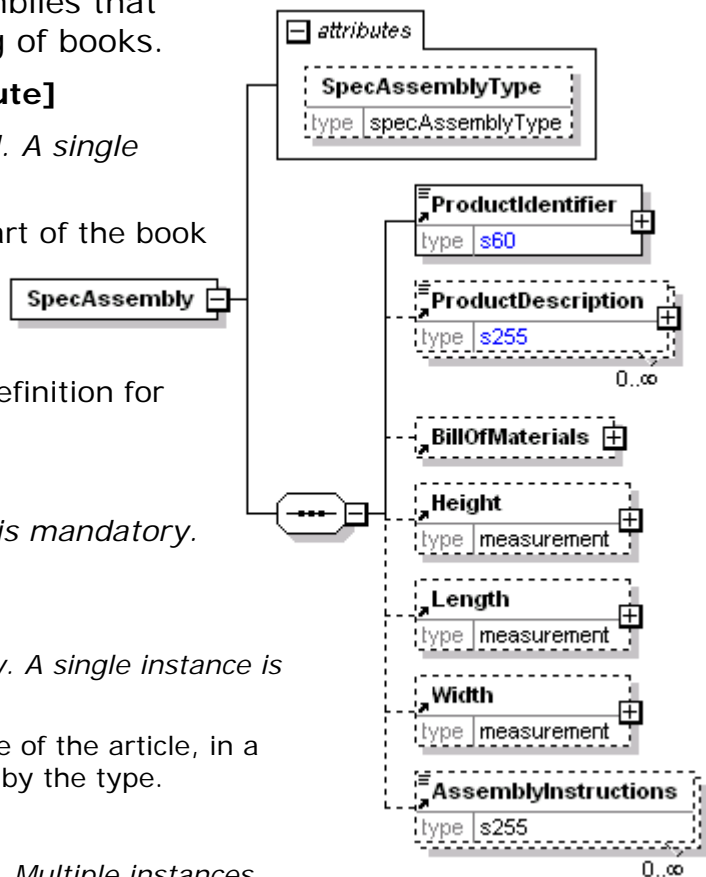 mblies that
g of books.
ute]
. A single
art of the book
efinition for
is mandatory.
y. A single instance is
e of the article, in a
by the type.
. Multiple instances
attributes
SpecAssemblyType
type specAssemblyType
SpecAssembly
ProductIdentifier
type s60
ProductDescription
type s255
0..∞
BillOfMaterials
Height
type measurement
Length
type measurement
Width
type measurement
AssemblyInstructions
type s255
0..∞